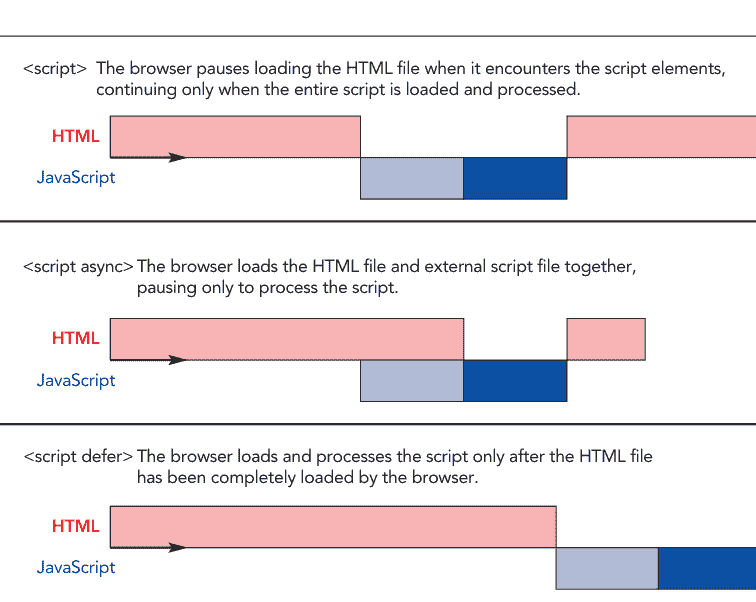 <script> The browser pauses loading the HTML file when it encounters the script elements,
continuing only when the entire script is loaded and processed.
HTML
JavaScript
<script async> The browser loads the HTML file and external script file together,
pausing only to process the script.
HTML
JavaScript
<script defer> The browser loads and processes the script only after the HTML file
has been completely loaded by the browser.
HTML
JavaScript